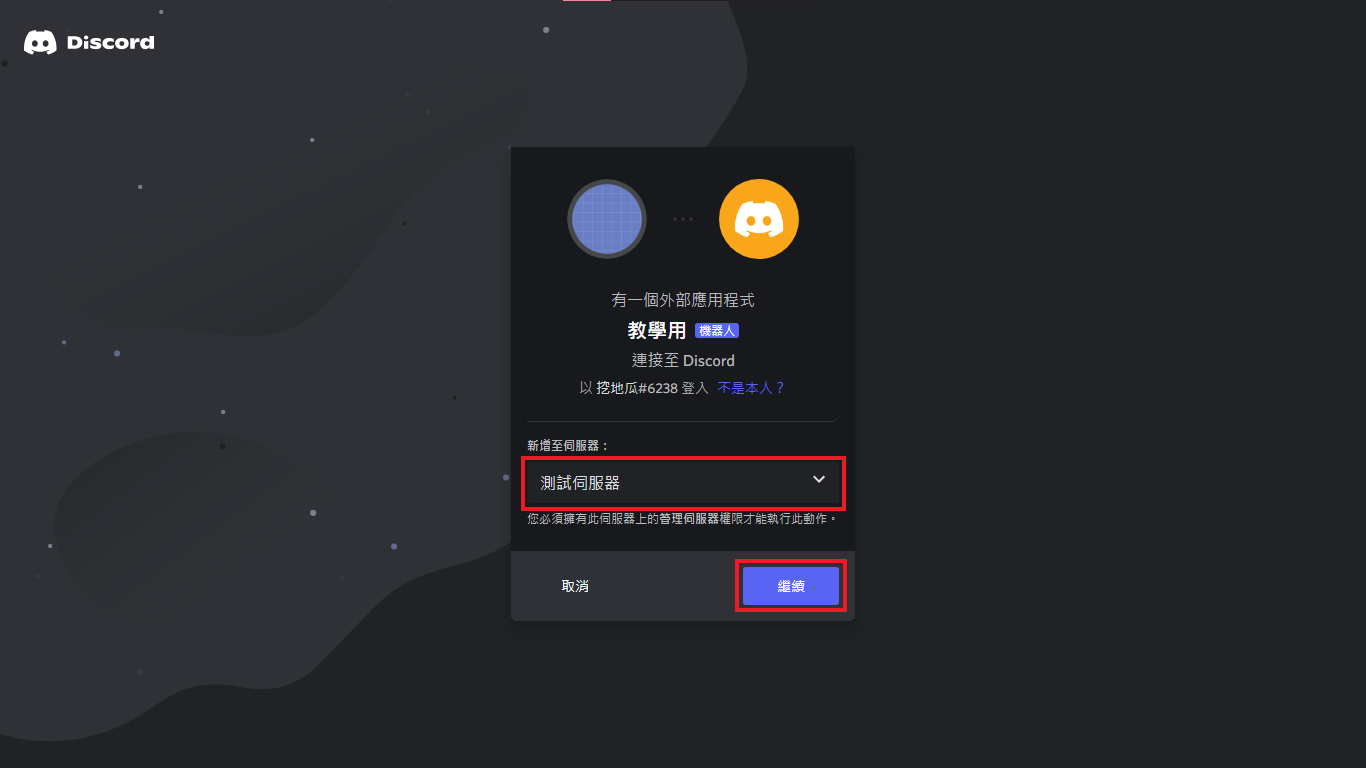 Discord
有一個外部應用程式
教學用 機器人
連接至 Discord
以 挖地瓜#6238 登入 不是本人？
新增至伺服器：
測試伺服器
您必須擁有此伺服器上的管理伺服器權限才能執行此動作。
取消
繼續